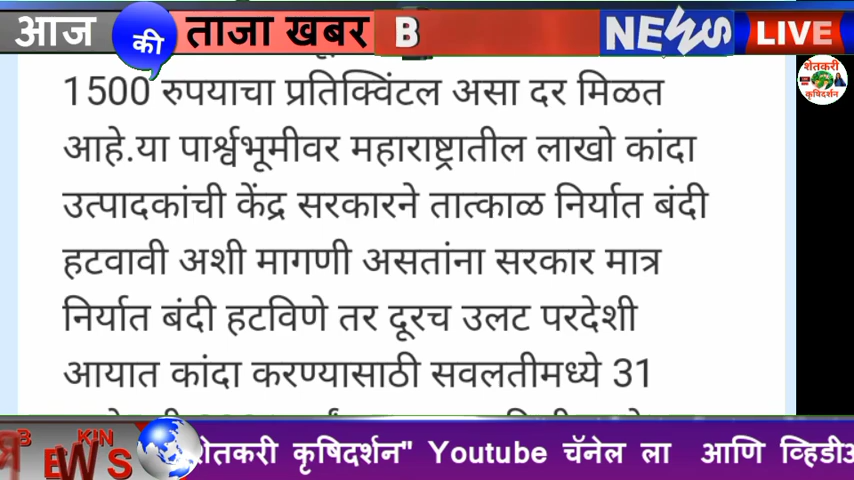 आज की ताजा खबर B NEWS LIVE
शेतकरी
कृषिदर्शन
1500 रुपयाचा प्रतिक्विंटल असा दर मिळत
आहे.या पार्श्वभूमीवर महाराष्ट्रातील लाखो कांदा
उत्पादकांची केंद्र सरकारने तात्काळ निर्यात बंदी
हटवावी अशी मागणी असतांना सरकार मात्र
निर्यात बंदी हटविणे तर दूरच उलट परदेशी
आयात कांदा करण्यासाठी सवलतीमध्ये 31
शेतकरी कृषिदर्शन" Youtube चॅनेल ला आणि